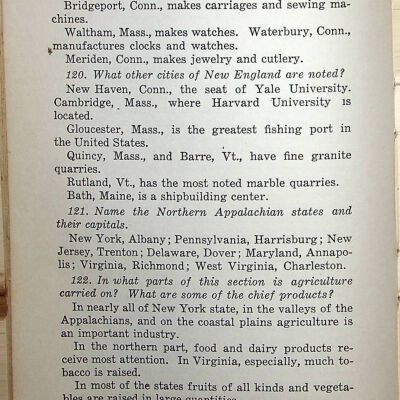 Bridgeport, Conn., makes carriages and sewing ma-
chines.
Waltham, Mass., makes watches. Waterbury, Conn.,
manufactures clocks and watches.
Meriden, Conn., makes jewelry and cutlery.
120. What other cities of New England are noted?
New Haven, Conn., the seat of Yale University.
Cambridge, Mass., where Harvard University is
located.
Gloucester, Mass., is the greatest fishing port in
the United States.
Quincy, Mass., and Barre, Vt., have fine granite
quarries.
Rutland, Vt., has the most noted marble quarries.
Bath, Maine, is a shipbuilding center.
121. Name the Northern Appalachian states and
their capitals.
New York, Albany; Pennsylvania, Harrisburg; New
Jersey, Trenton; Delaware, Dover; Maryland, Annapo-
lis; Virginia, Richmond; West Virginia, Charleston.
122. In what parts of this section is agriculture
carried on? What are some of the chief products?
In nearly all of New York state, in the valleys of the
Appalachians, and on the coastal plains agriculture is
an important industry.
In the northern part, food and dairy products re-
ceive most attention. In Virginia, especially, much to-
bacco is raised.
In most of the states fruits of all kinds and vegeta-
bles are raised in large quantities.